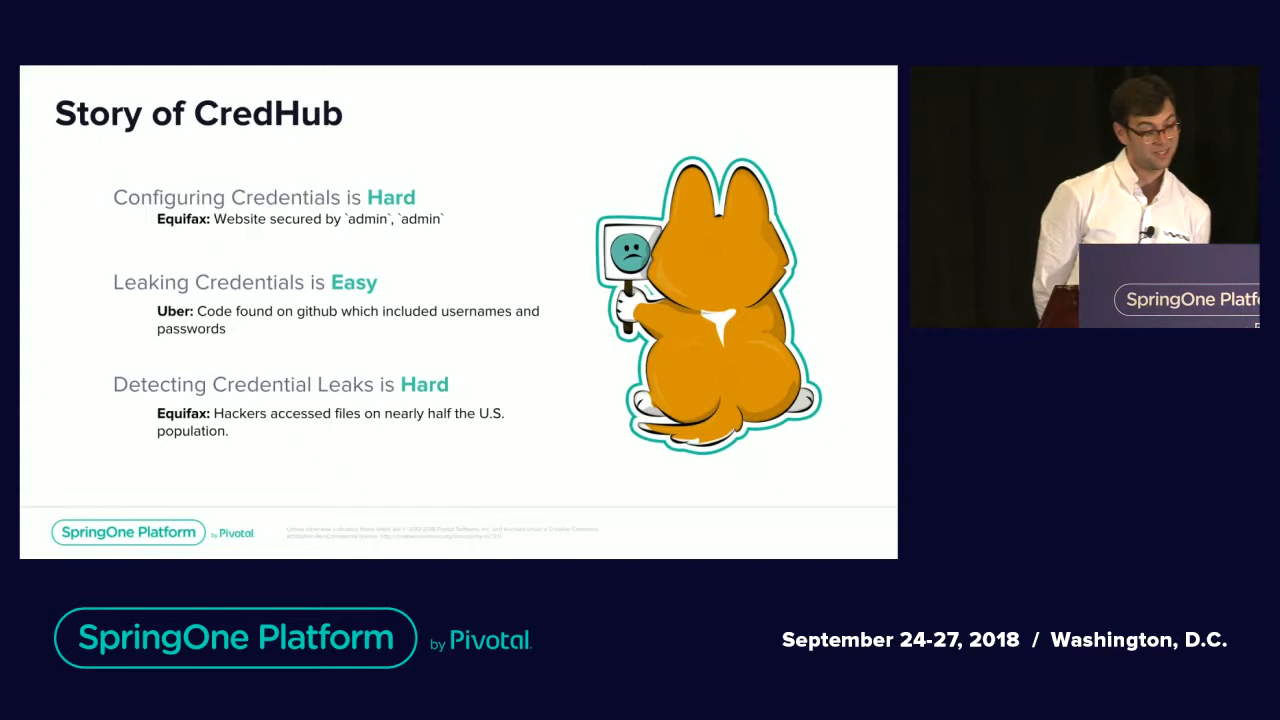 Story of CredHub
Configuring Credentials is Hard
Equifax: Website secured by `admin`, `admin`
Leaking Credentials is Easy
Uber: Code found on github which included usernames and
passwords
Detecting Credential Leaks is Hard
Equifax: Hackers accessed files on nearly half the U.S.
population.
SpringOne Platform by Pivotal
SpringOne Platf
SpringOne Platform by Pivotal
September 24-27, 2018 / Washington, D.C.